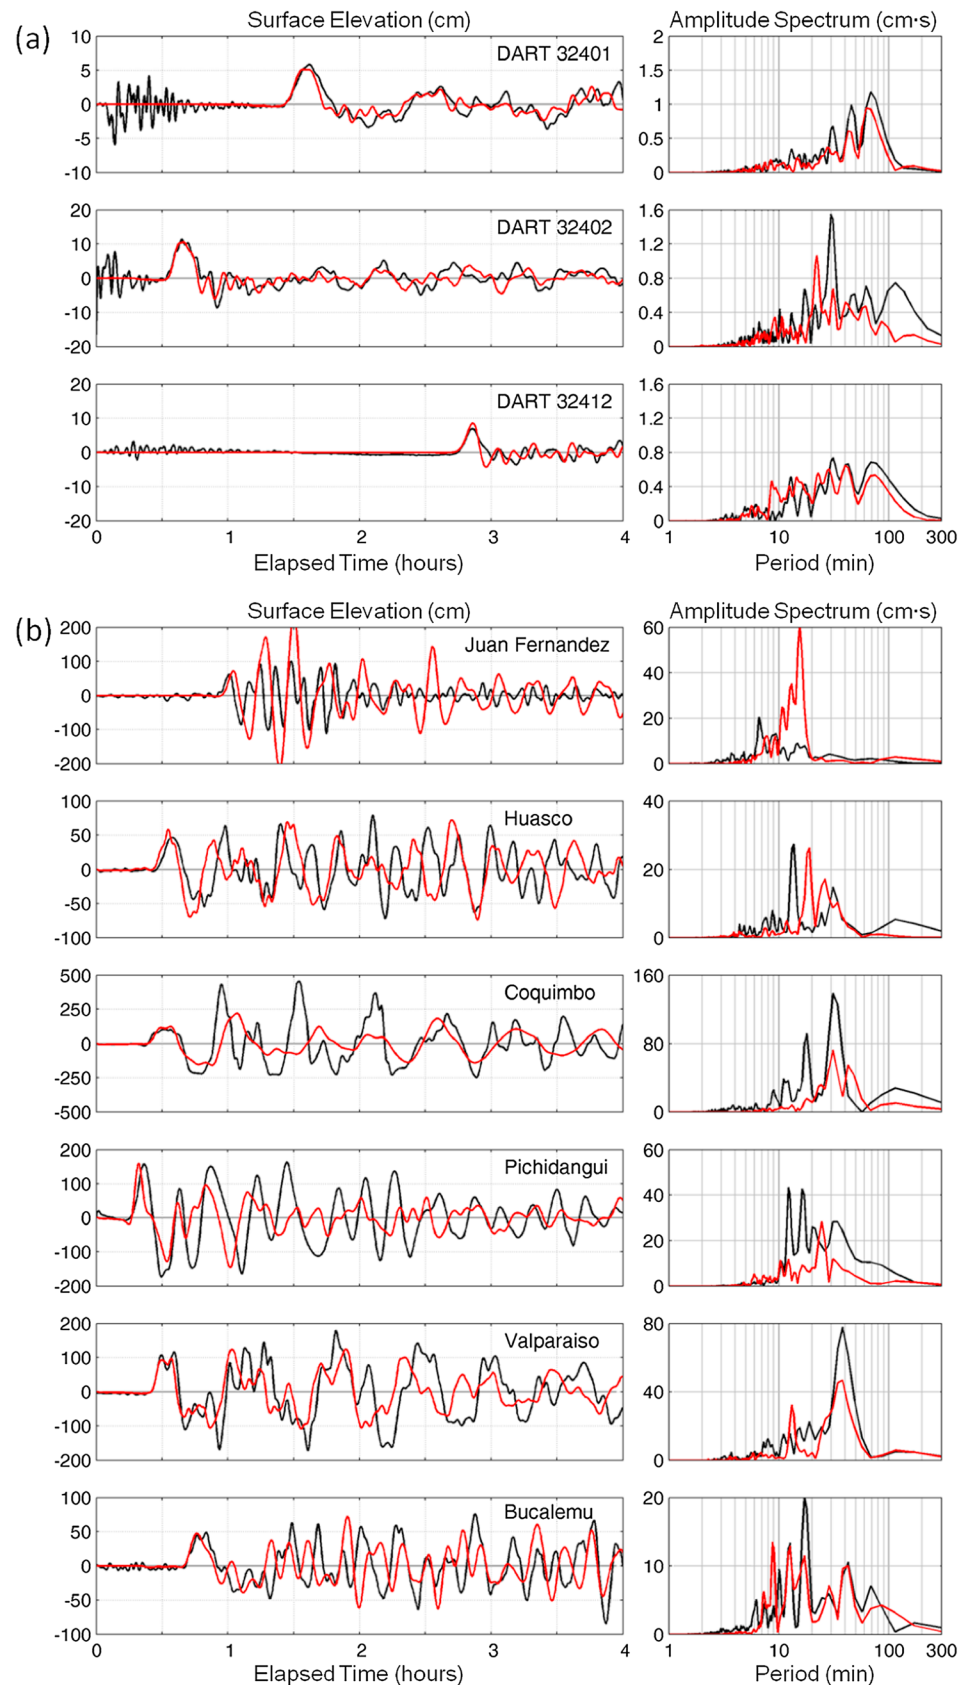 (a)
Surface Elevation (cm) Amplitude Spectrum (cm·s)
10 5 0 -5 -10
DART 32401
2 1.5 1 0.5 0
20 10 0 -10 -20
DART 32402
1.6 1.2 0.8 0.4 0
20 10 0 -10 -20
DART 32412
1.6 1.2 0.8 0.4 0
0 1 2 3 4 1 10 100 300
Elapsed Time (hours) Period (min)
(b)
Surface Elevation (cm) Amplitude Spectrum (cm·s)
200 100 0 -100 -200
Juan Fernandez
60 40 20 0
100 50 0 -50 -100
Huasco
40 20 0
500 250 0 -250 -500
Coquimbo
160 80 0
200 100 0 -100 -200
Pichidangui
60 40 20 0
200 100 0 -100 -200
Valparaiso
80 40 0
100 50 0 -50 -100
Bucalemu
20 10 0
0 1 2 3 4 1 10 100 300
Elapsed Time (hours) Period (min)